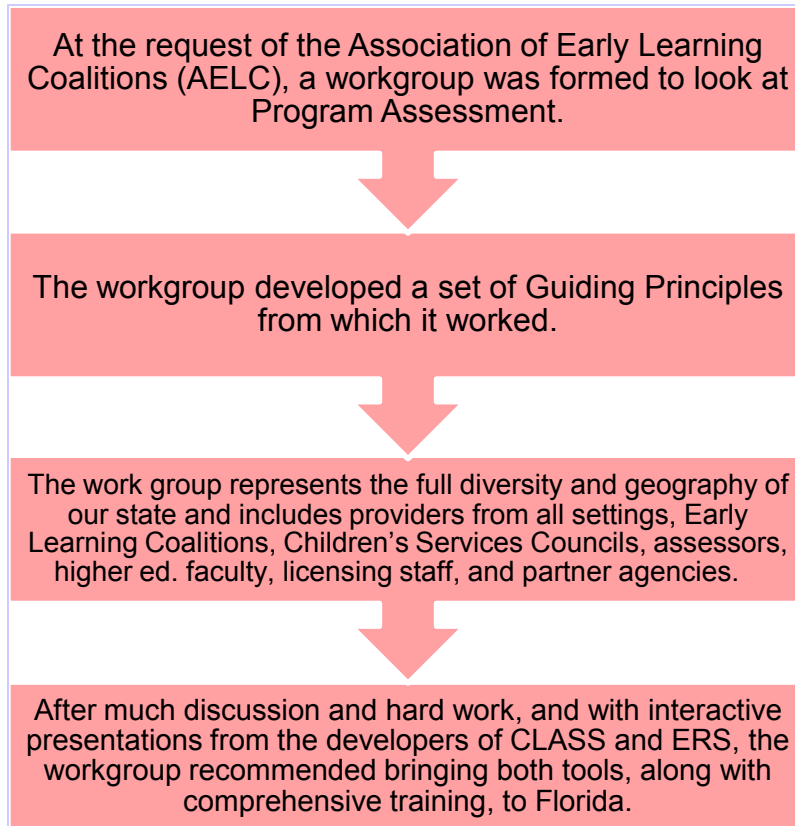 At the request of the Association of Early Learning
Coalitions (AELC), a workgroup was formed to look at
Program Assessment.
The workgroup developed a set of Guiding Principles
from which it worked.
The work group represents the full diversity and geography of
our state and includes providers from all settings, Early
Learning Coalitions, Children’s Services Councils, assessors,
higher ed. faculty, licensing staff, and partner agencies.
After much discussion and hard work, and with interactive
presentations from the developers of CLASS and ERS, the
workgroup recommended bringing both tools, along with
comprehensive training, to Florida.